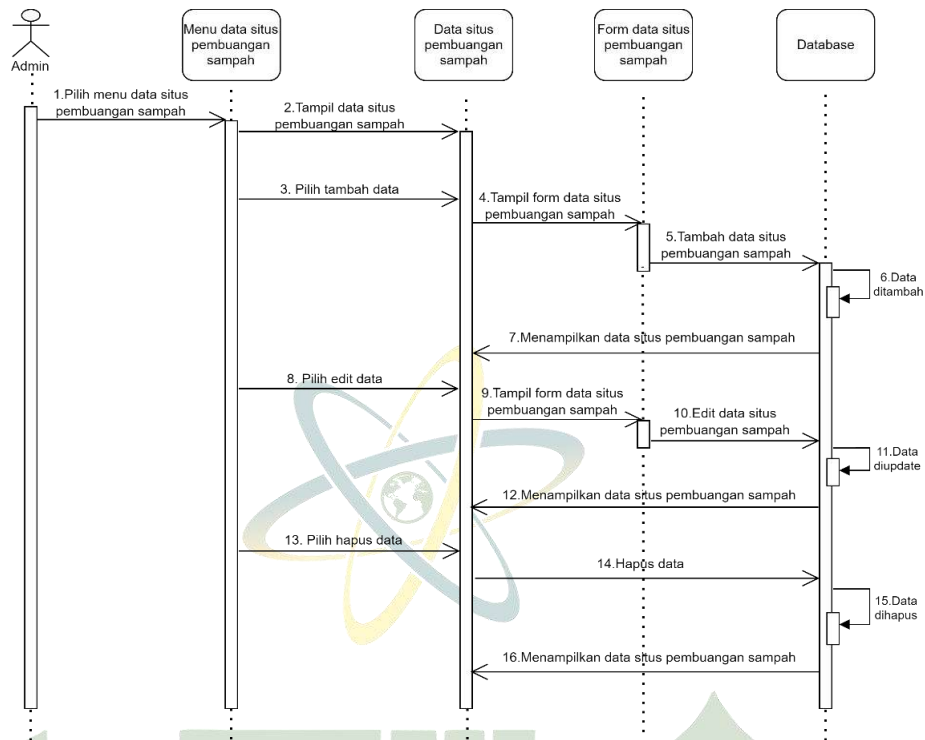 Menu data situs
pembuangan
sampah
Data situs
pembuangan
sampah
Form data situs
pembuangan
sampah
Database
Admin
1.Pilih menu data situs
pembuangan sampah
2.Tampil data situs
pembuangan sampah
3. Pilih tambah data
4.Tampil form data situs
pembuangan sampah
5.Tambah data situs
pembuangan sampah
6.Data
ditambah
7.Menampilkan data situs pembuangan sampah
8. Pilih edit data
9.Tampil form data situs
pembuangan sampah
10.Edit data situs
pembuangan sampah
11.Data
diupdate
12.Menampilkan data situs pembuangan sampah
13. Pilih hapus data
14.Hapus data
15.Data
dihapus
16.Menampilkan data situs pembuangan sampah